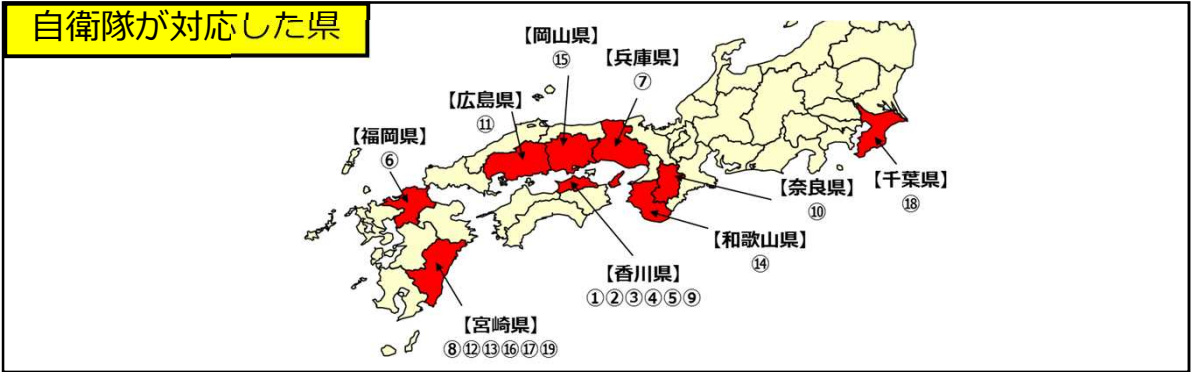 自衛隊が対応した県
【岡山県】
⑮
【兵庫県】
⑦
【広島県】
⑪
【福岡県】
⑥
【奈良県】
⑩
【千葉県】
⑱
【和歌山県】
⑭
【香川県】
①②③④⑤⑨
【宮崎県】
⑧⑫⑬⑯⑰⑲